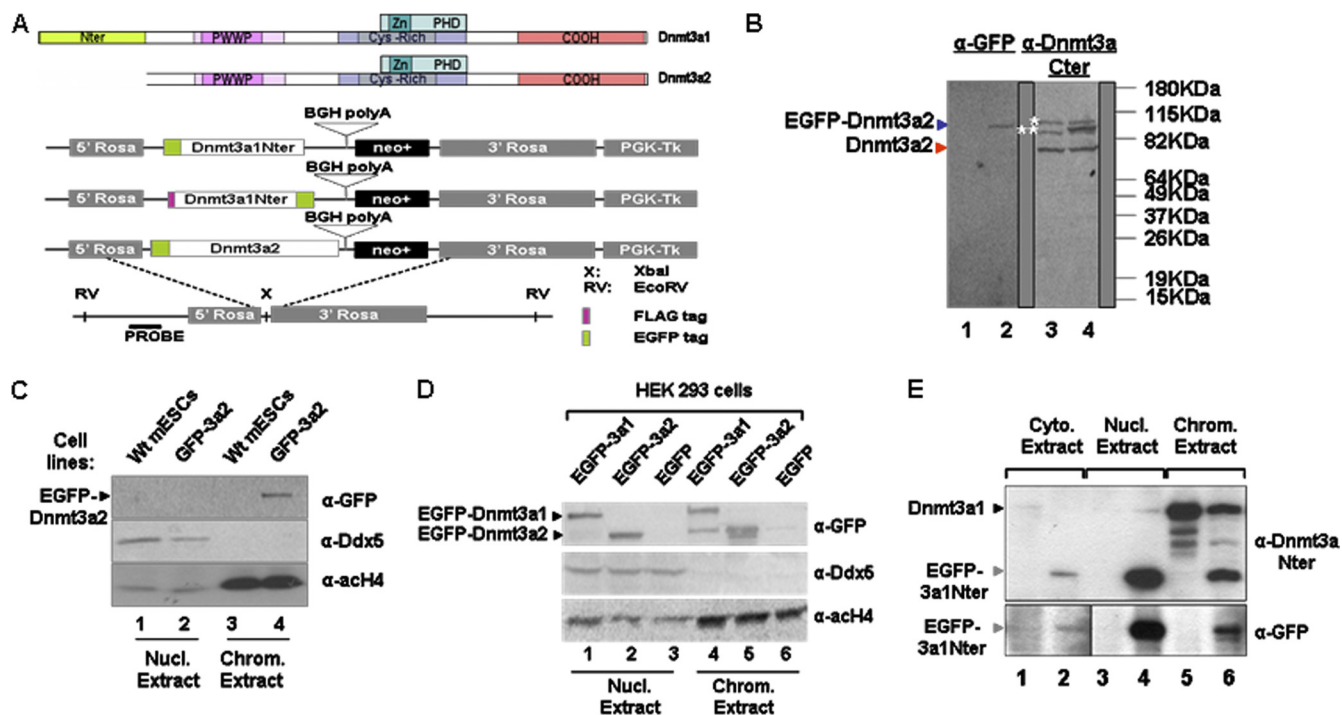 A
Zn PHD
Nter PWWP Cys -Rich COOH Dnmt3a1
Zn PHD
PWWP Cys -Rich COOH Dnmt3a2
BGH polyA
5' Rosa Dnmt3a1Nter neo+ 3' Rosa PGK-Tk
BGH polyA
5' Rosa Dnmt3a1Nter neo+ 3' Rosa PGK-Tk
BGH polyA
5' Rosa Dnmt3a2 neo+ 3' Rosa PGK-Tk
RV X RV
5' Rosa 3' Rosa
PROBE
X: XbaI
RV: EcoRV
FLAG tag
EGFP tag
B
α-GFP α-Dnmt3a
Cter
EGFP-Dnmt3a2
Dnmt3a2
*
**
180KDa
115KDa
82KDa
64KDa
49KDa
37KDa
26KDa
19KDa
15KDa
1 2 3 4
C
Cell
lines:
Wt mESCs
GFP-3a2
Wt mESCs
GFP-3a2
EGFP-
Dnmt3a2
α-GFP
α-Ddx5
α-acH4
1 2 3 4
Nucl.
Extract
Chrom.
Extract
D
HEK 293 cells
EGFP-3a1
EGFP-3a2
EGFP
EGFP-3a1
EGFP-3a2
EGFP
EGFP-Dnmt3a1
EGFP-Dnmt3a2
α-GFP
α-Ddx5
α-acH4
1 2 3 4 5 6
Nucl.
Extract
Chrom.
Extract
E
Cyto.
Extract
Nucl.
Extract
Chrom.
Extract
Dnmt3a1
EGFP-
3a1Nter
α-Dnmt3a
Nter
EGFP-
3a1Nter
α-GFP
1 2 3 4 5 6